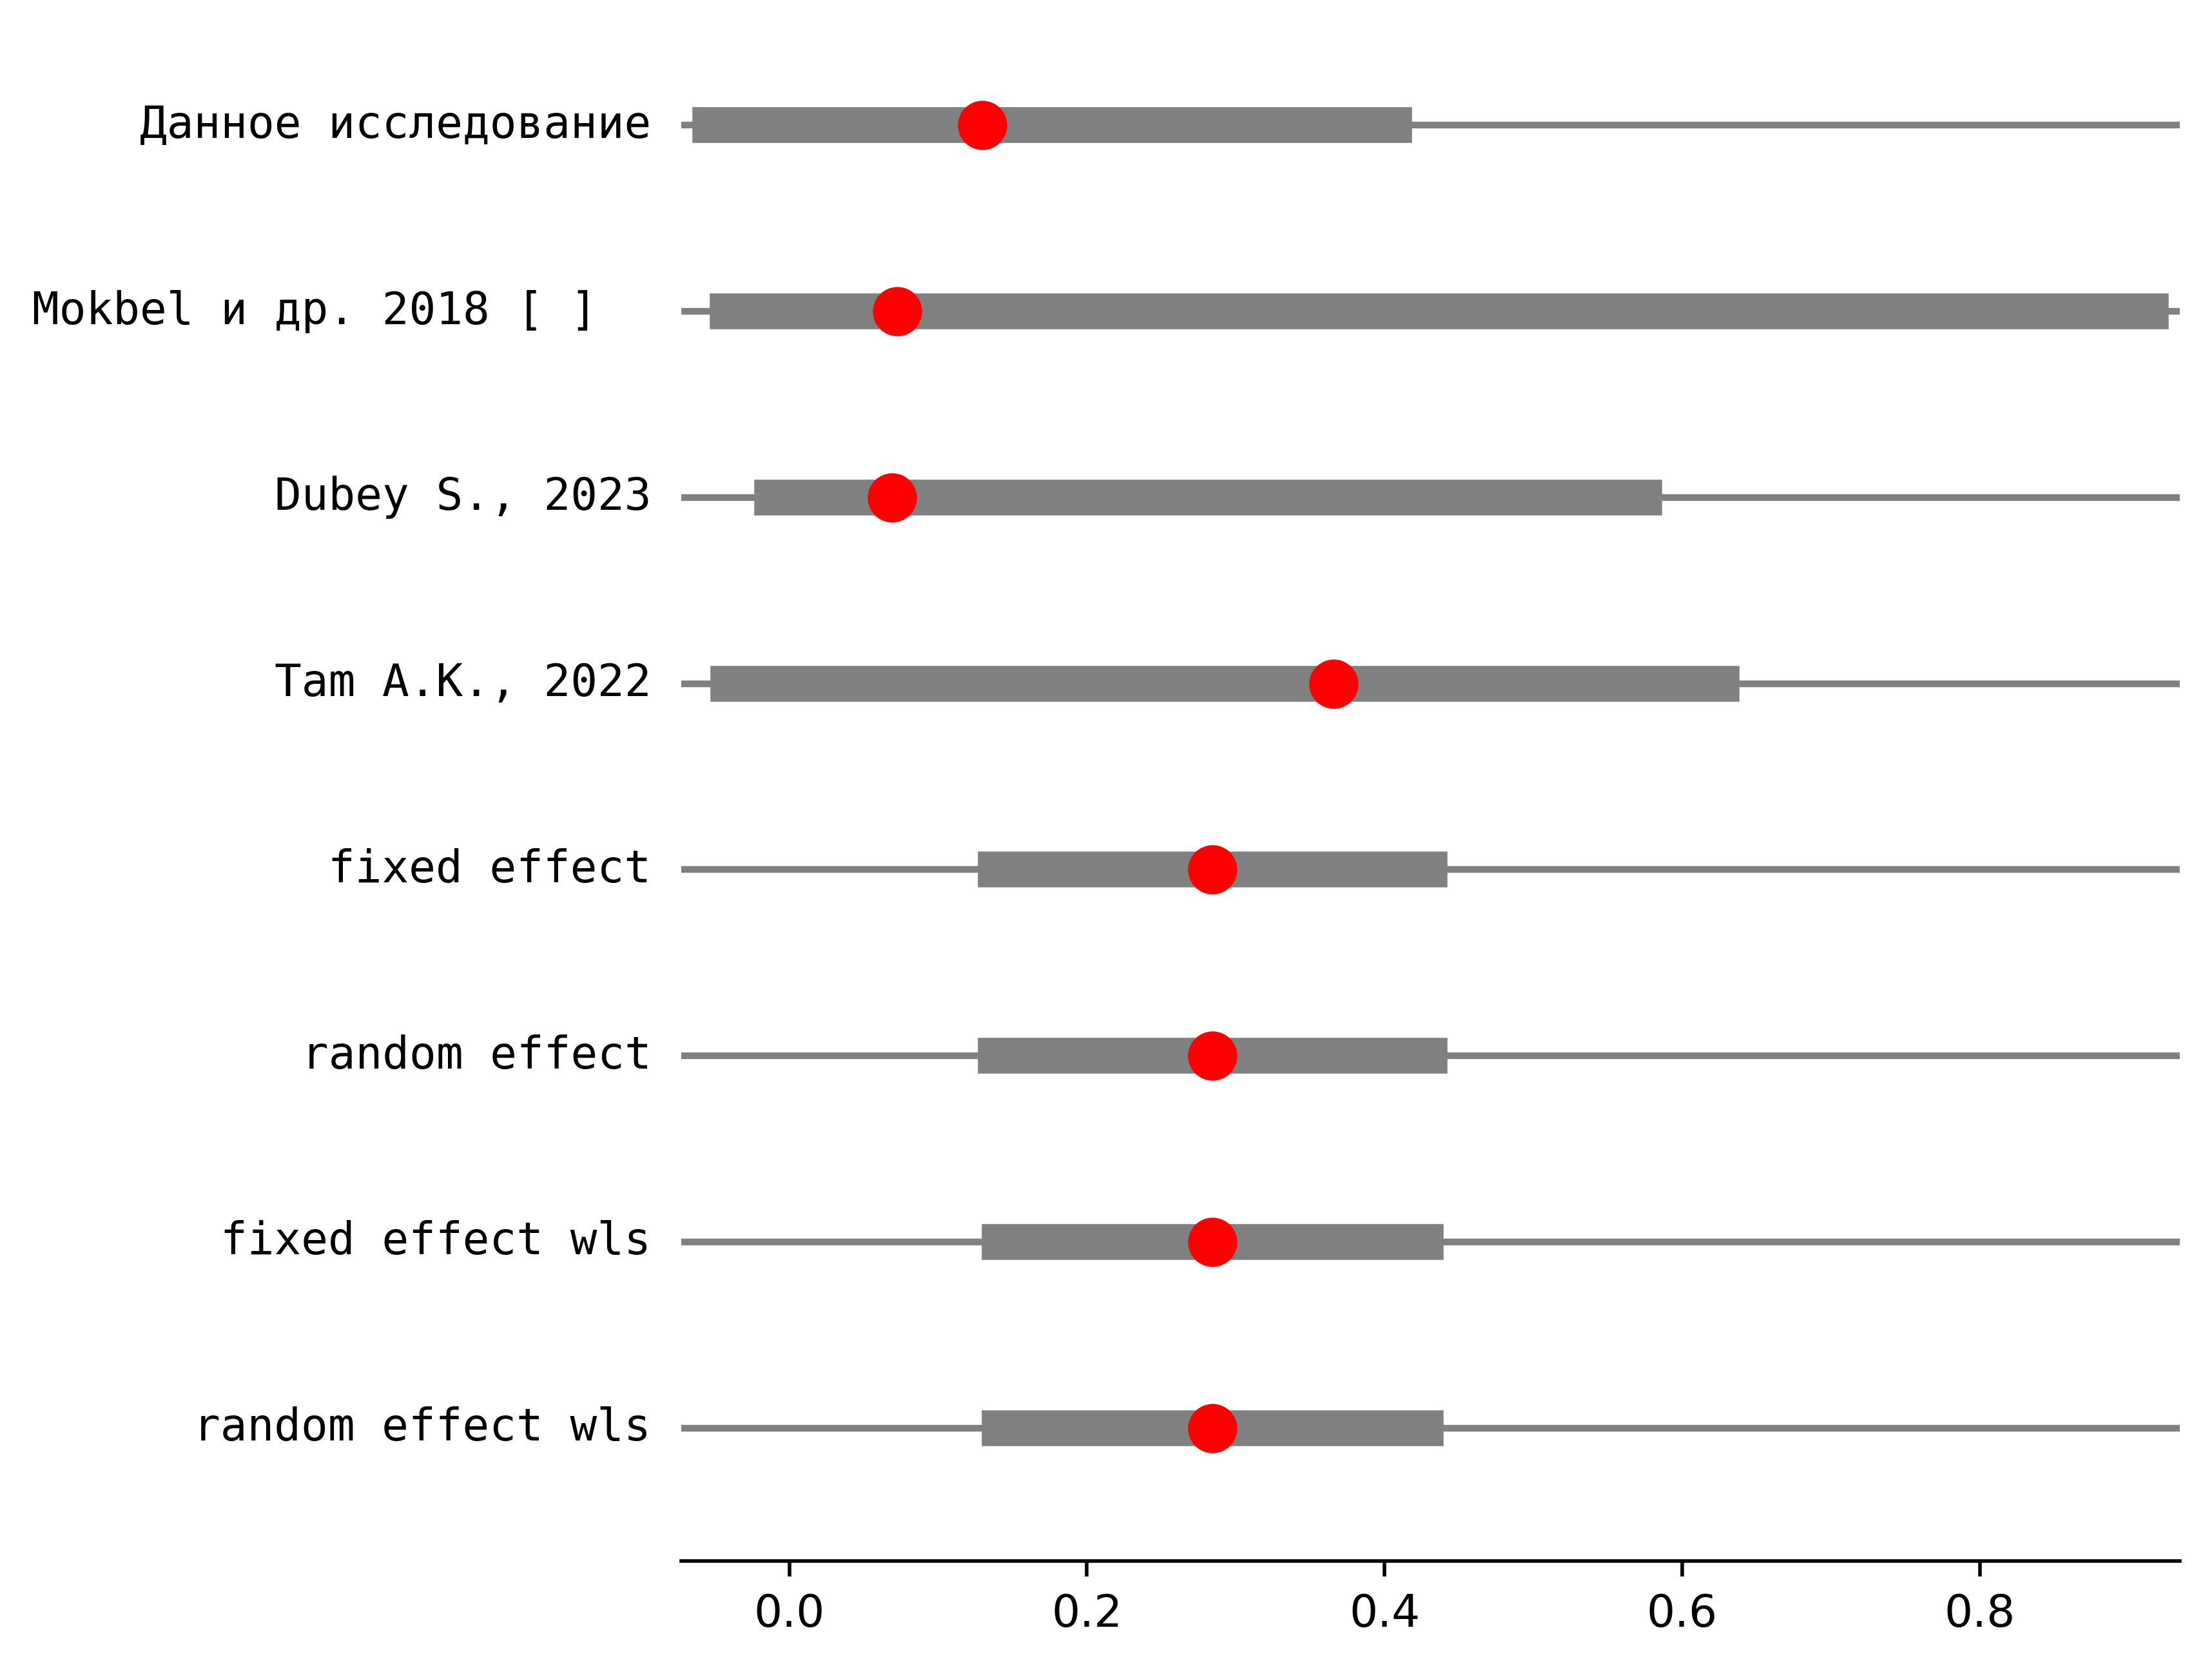 Данное исследование
Mokbel и др. 2018 [ ]
Dubey S., 2023
Tam A.K., 2022
fixed effect
random effect
fixed effect wls
random effect wls
0.0 0.2 0.4 0.6 0.8